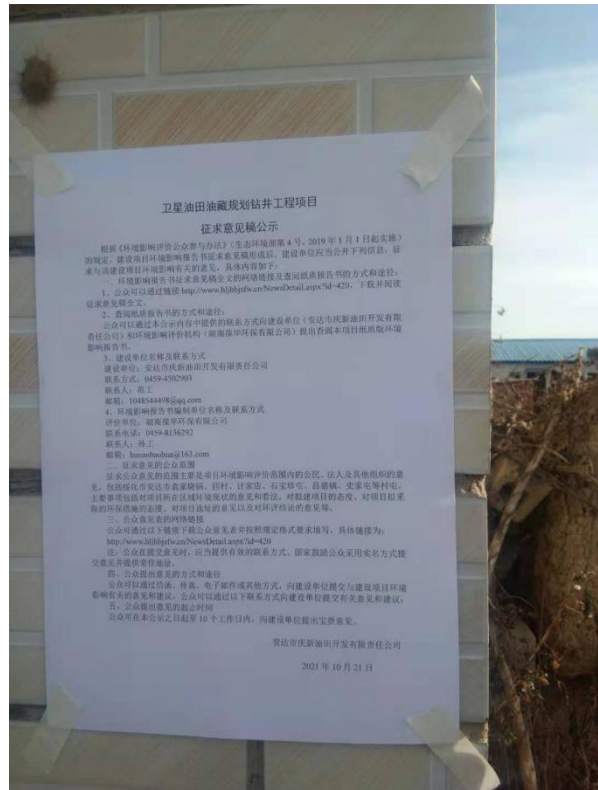 卫星油田油藏规划钻井工程项目
征求意见稿公示
根据《环境影响评价公众参与办法》（生态环境部第4号，2019年1月1日起实施）
的规定，建设项目环境影响报告书征求意见稿形成后，建设单位应当公开下列信息，征
求与该建设项目环境影响有关的意见。具体内容如下：
一、环境影响报告书征求意见稿全文的网络链接及查阅纸质报告书的方式和途径：
1、公众可以通过链接http://www.hljhbjsfw.cn/NewsDetail.aspx?id=420，下载并阅读
征求意见稿全文。
2、查阅纸质报告书的方式和途径：
公众可以通过本公示内容中提供的联系方式向建设单位（安达市庆新油田开发有限
责任公司）和环境影响评价机构（湖南葆华环保有限公司）提出查阅本项目纸质版环境
影响报告书。
3、建设单位名称及联系方式
建设单位：安达市庆新油田开发有限责任公司
联系方式：0459-4502903
联系人：范工
邮箱：1048544498@qq.com
4、环境影响报告书编制单位名称及联系方式
评价单位：湖南葆华环保有限公司
联系电话：0459-8136292
联系人：孙工
邮箱：hunanbaohua@163.com
二、征求意见的公众范围
征名公众意见的范围主要是项目环境影响评价范围内的公民、法人及其他组织的意
见，包括绥化市安达市袁家烧锅、四村、计家店、石宝珍屯、昌德镇、史家屯等村屯。
主要事项包括对项目所在区域环境现状的意见和看法，对拟建项目的态度、对项目拟采
取的环保措施的态度、对项目选址的意见以及对环评结论的意见等。
三、公众意见表的网络链接
公众可通过以下链接下载公众意见表并按照规定格式要求填写，具体链接为：
http://www.hljhbjsfw.cn/NewsDetail.aspx?id=420
注：公众在提交意见时，应当提供有效的联系方式，国家鼓励公众采用实名方式提
交意见并提供常住地址。
四、公众提出意见的方式和途径
公众可以通过信函、传真、电子邮件或其他方式，向建设单位提交与建设项目环境
影响有关的意见和建议，公众可以通过以下联系方式向建设单位提交有关意见和建议：
五、公众提出意见的起止时间
公众可在本公示之日起至10个工作日内，向建设单位提出宝贵意见。
安达市庆新油田开发有限责任公司
2021年10月21日